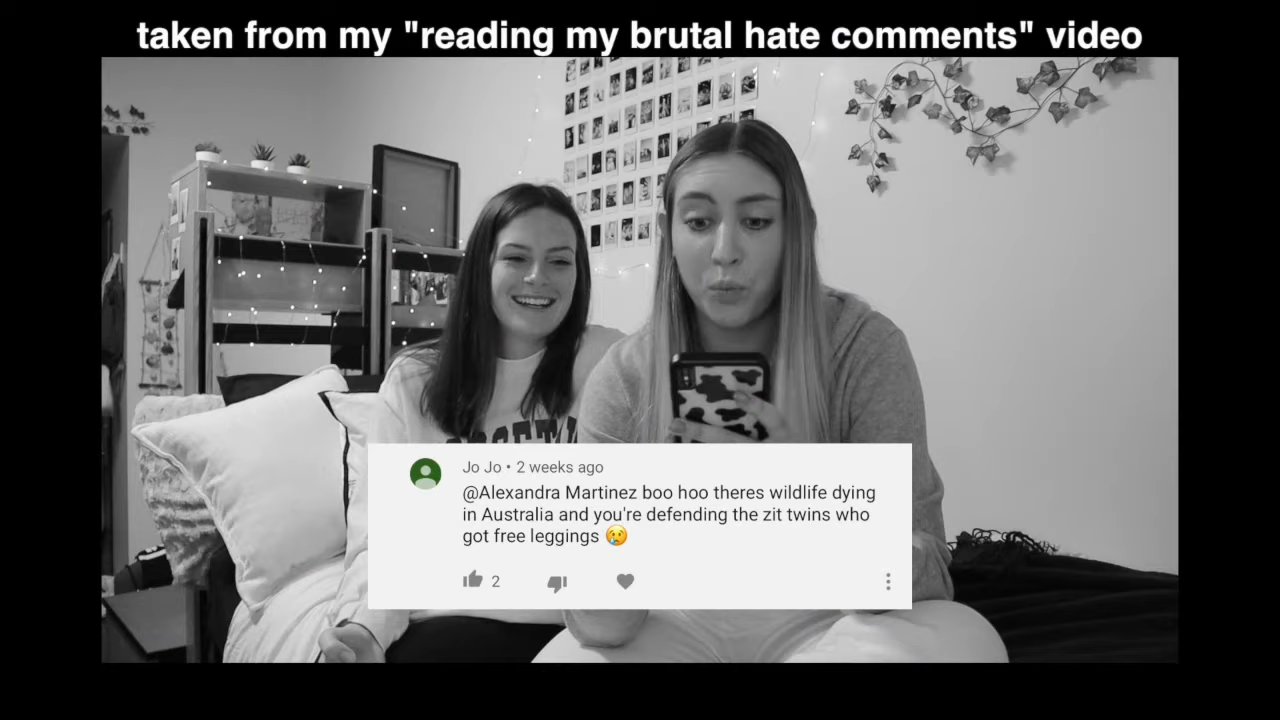 taken from my "reading my brutal hate comments" video
Jo Jo • 2 weeks ago
@Alexandra Martinez boo hoo theres wildlife dying
in Australia and you're defending the zit twins who
got free leggings 😢
2